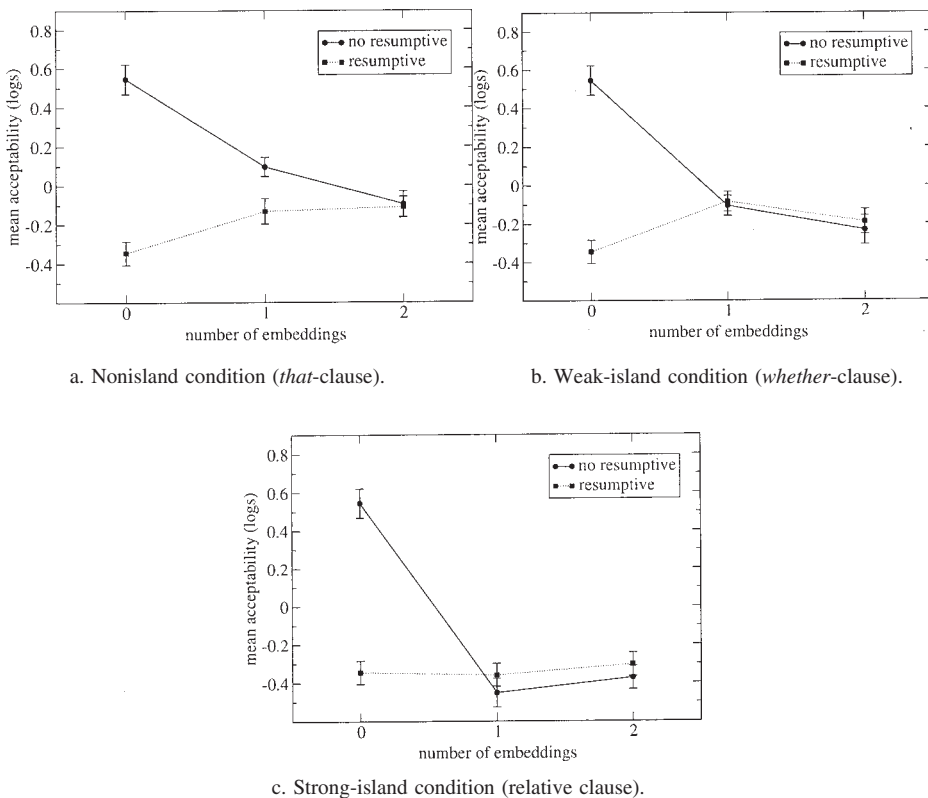 0.8
0.6
0.4
0.2
0
-0.2
-0.4
mean acceptability (logs)
no resumptive
resumptive
0 1 2
number of embeddings
a. Nonisland condition (that-clause).
0.8
0.6
0.4
0.2
0
-0.2
-0.4
mean acceptability (logs)
no resumptive
resumptive
0 1 2
number of embeddings
b. Weak-island condition (whether-clause).
0.8
0.6
0.4
0.2
0
-0.2
-0.4
mean acceptability (logs)
no resumptive
resumptive
0 1 2
number of embeddings
c. Strong-island condition (relative clause).